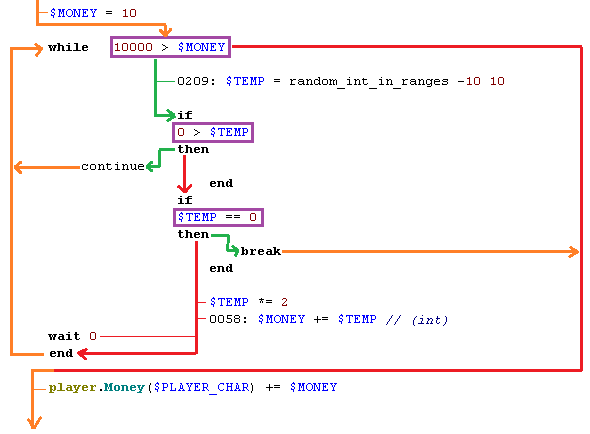 $MONEY = 10
while 10000 > $MONEY
0209: $TEMP = random_int_in_ranges -10 10
if
0 > $TEMP
then
continue
end
if
$TEMP == 0
then
break
end
$TEMP *= 2
0058: $MONEY += $TEMP // (int)
wait 0
end
player.Money($PLAYER_CHAR) += $MONEY